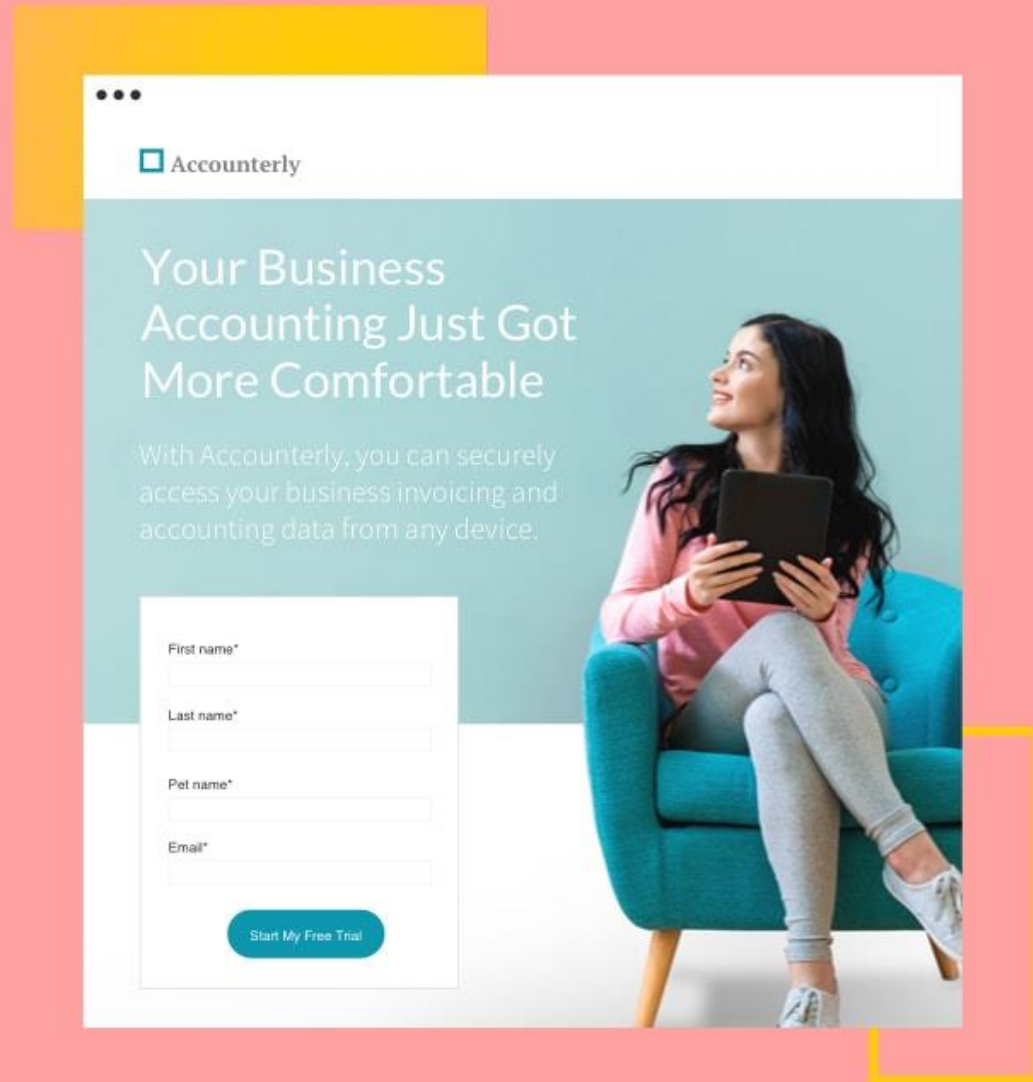 Accounterly
Your Business
Accounting Just Got
More Comfortable
With Accounterly, you can securely
access your business invoicing and
accounting data from any device.
First name*
Last name*
Pet name*
Email*
Start My Free Trial